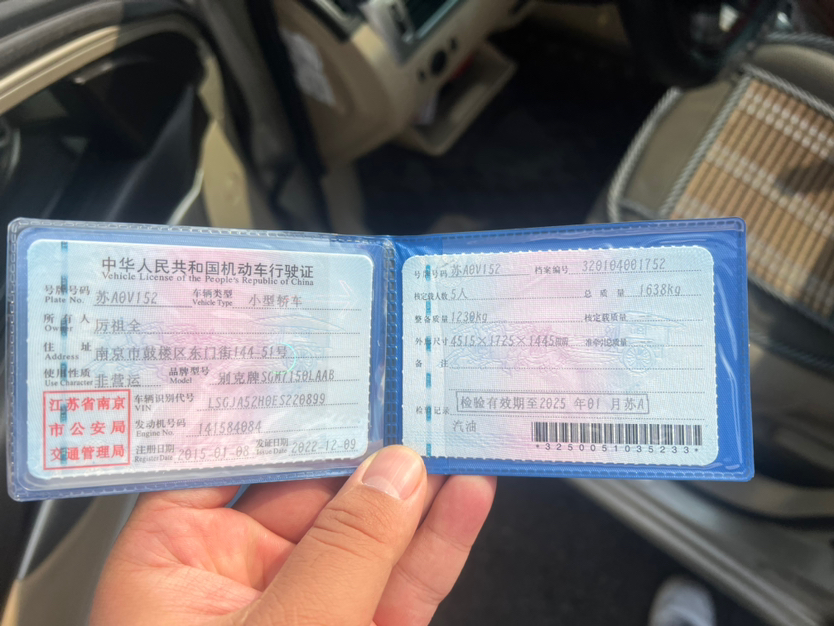 中华人民共和国机动车行驶证
Vehicle License of the People's Republic of China
号牌号码 Plate No. 苏A0V152 车辆类型 Vehicle Type 小型轿车
所有人 Owner 厉祖全
住址 Address 南京市鼓楼区东门街144-51号
使用性质 Use Character 非营运 品牌型号 Model 别克牌SGM7150LAAB
江苏省南京市公安局交通管理局
车辆识别代号 VIN LSGJA52H0ES220899
发动机号码 Engine No. 141584084
注册日期 Register Date 2015-01-08 发证日期 Issue Date 2022-12-09
号牌号码 苏A0V152 档案编号 320104001752
核定载人数 5人 总质量 1638kg
整备质量 1230kg 核定载质量
外廓尺寸 4515×1725×1445mm 准牵引总质量
备注
检验记录 检验有效期至2025年01月苏A
汽油
*3250051035233*